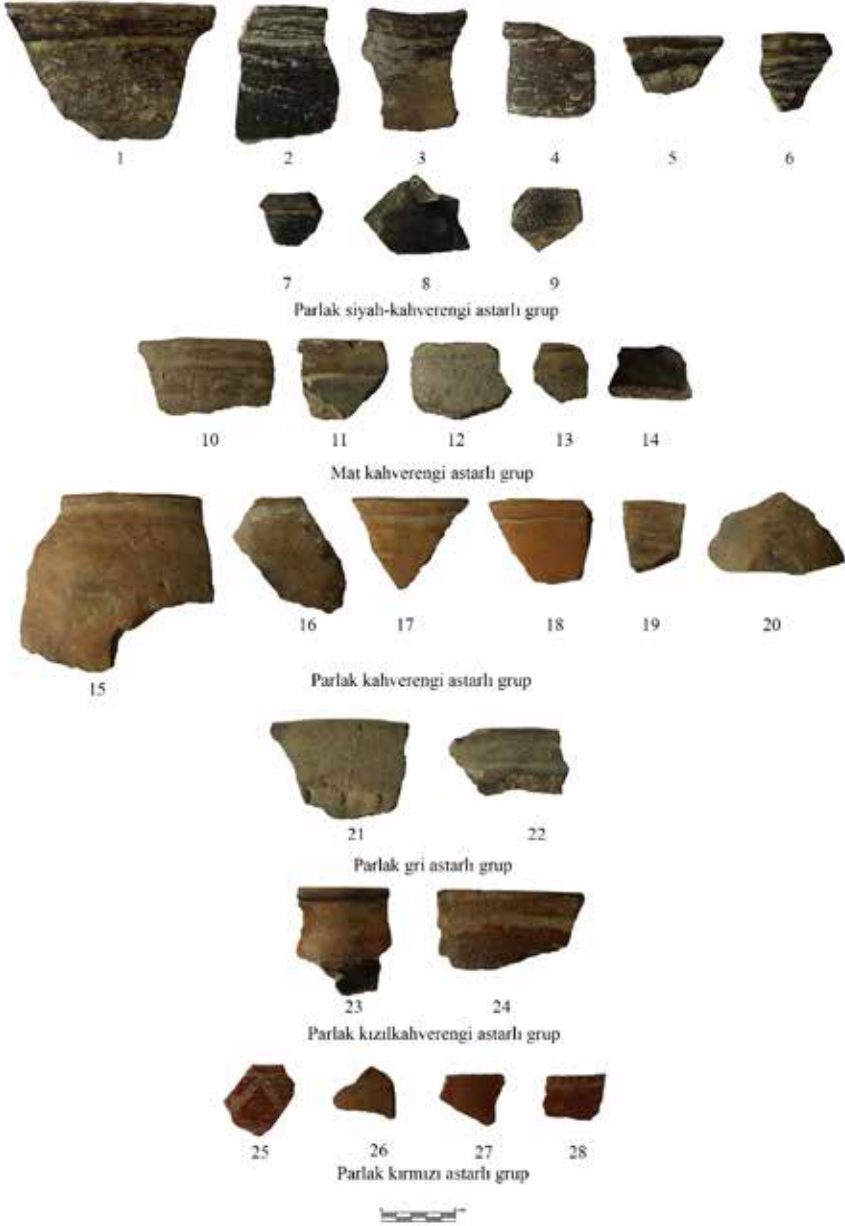 1 2 3 4 5 6
7 8 9
Parlak siyah-kahverengi astarlı grup
10 11 12 13 14
Mat kahverengi astarlı grup
15 16 17 18 19 20
Parlak kahverengi astarlı grup
21 22
Parlak gri astarlı grup
23 24
Parlak kızılkahverengi astarlı grup
25 26 27 28
Parlak kırmızı astarlı grup